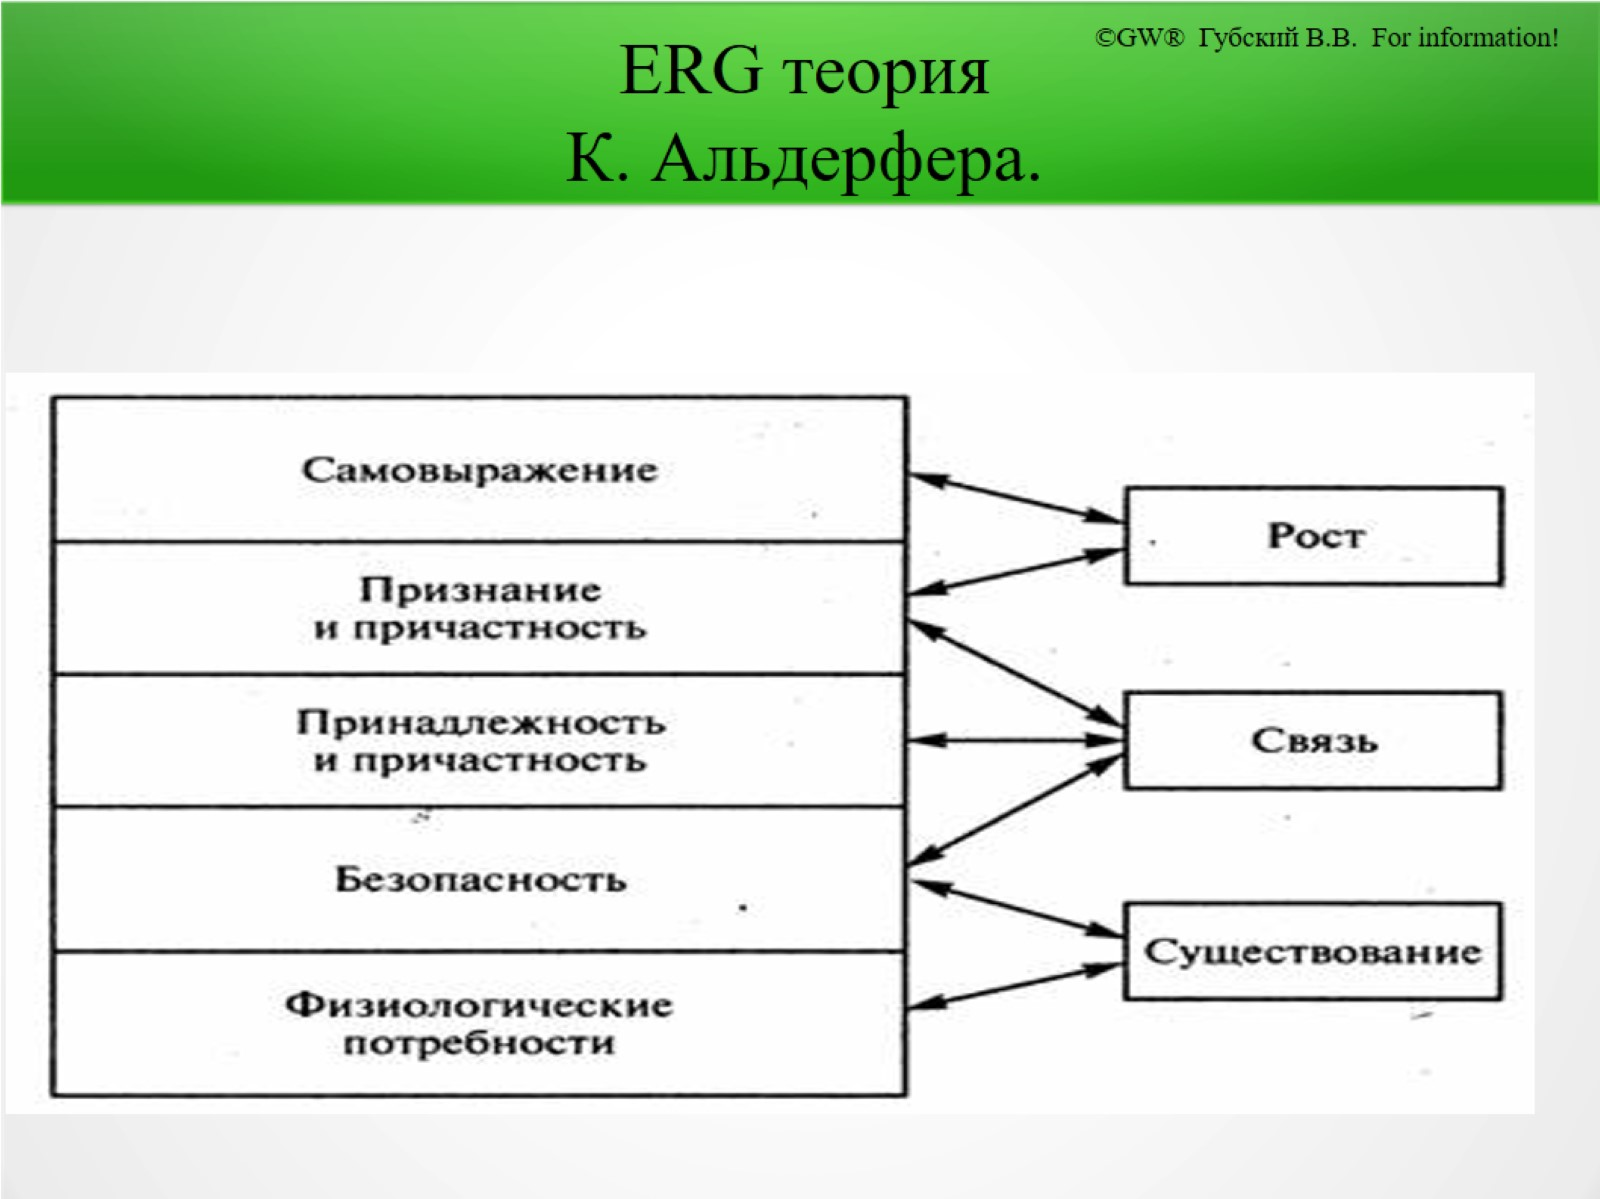 ©GW®  Губский В.В.  For information!
ERG теория
К. Альдерфера.
Самовыражение
Признание
и причастность
Принадлежность
и причастность
Безопасность
Физиологические
потребности
Рост
Связь
Существование